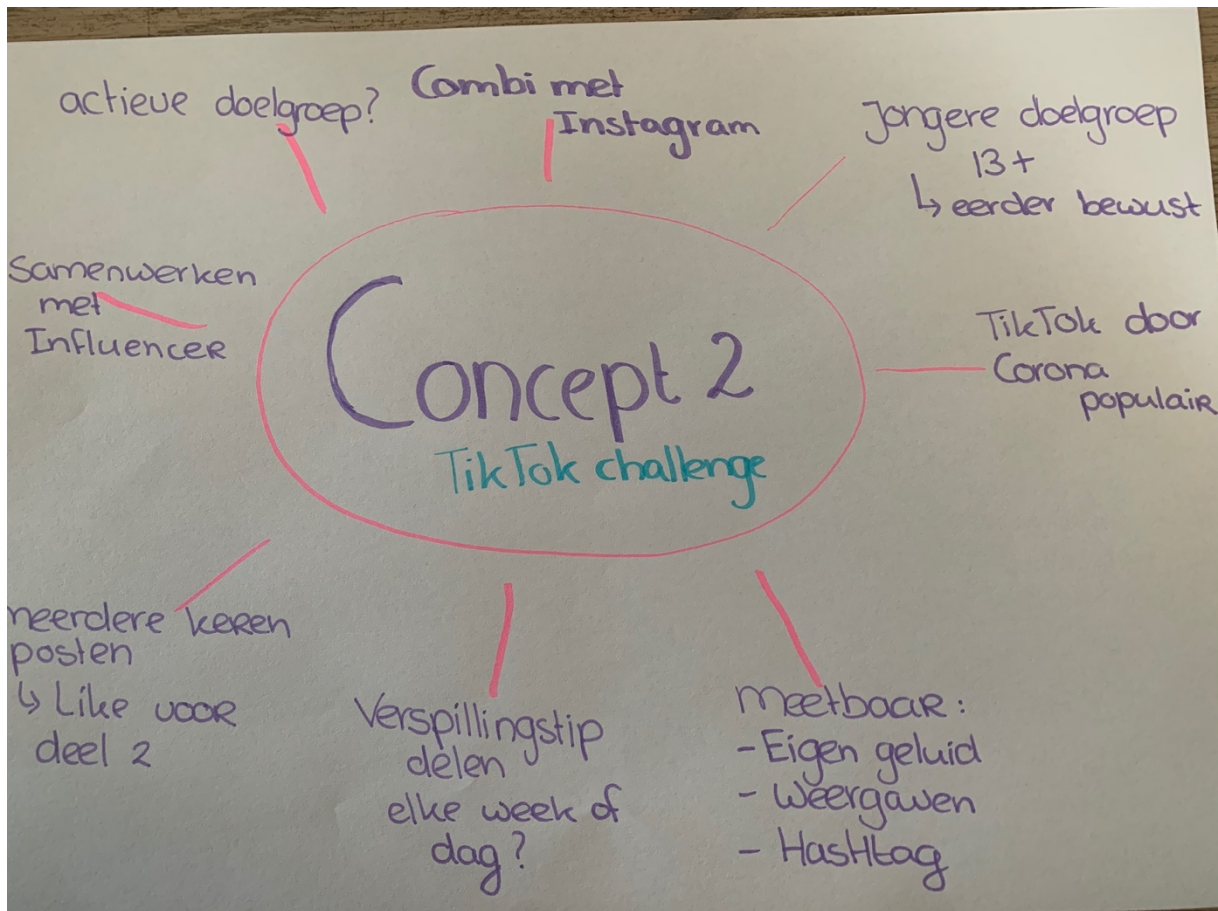 actieve doelgroep?
Combi met
Instagram
Jongere doelgroep
13+
↳ eerder bewust
Samenwerken
met
Influencer
TikTok door
Corona
populair
Concept 2
TikTok challenge
meerdere keren
posten
↳ Like voor
deel 2
Verspillingstip
delen
elke week of
dag?
Meetbaar:
- Eigen geluid
- Weergaven
- Hashtag